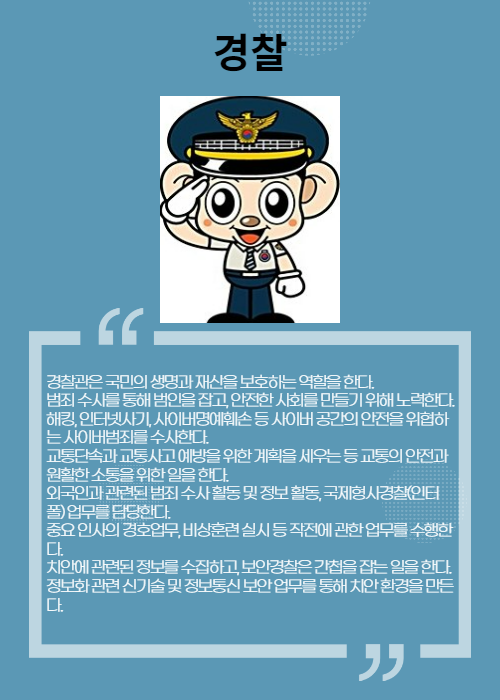 경찰
경찰관은 국민의 생명과 재산을 보호하는 역할을 한다.
범죄 수사를 통해 범인을 잡고, 안전한 사회를 만들기 위해 노력한다.
해킹, 인터넷사기, 사이버명예훼손 등 사이버 공간의 안전을 위협하
는 사이버범죄를 수사한다.
교통단속과 교통사고 예방을 위한 계획을 세우는 등 교통의 안전과
원활한 소통을 위한 일을 한다.
외국인과 관련된 범죄 수사 활동 및 정보 활동, 국제형사경찰(인터
폴) 업무를 담당한다.
중요 인사의 경호업무, 비상훈련 실시 등 작전에 관한 업무를 수행한
다.
치안에 관련된 정보를 수집하고, 보안경찰은 간첩을 잡는 일을 한다.
정보화 관련 신기술 및 정보통신 보안 업무를 통해 치안 환경을 만든
다.